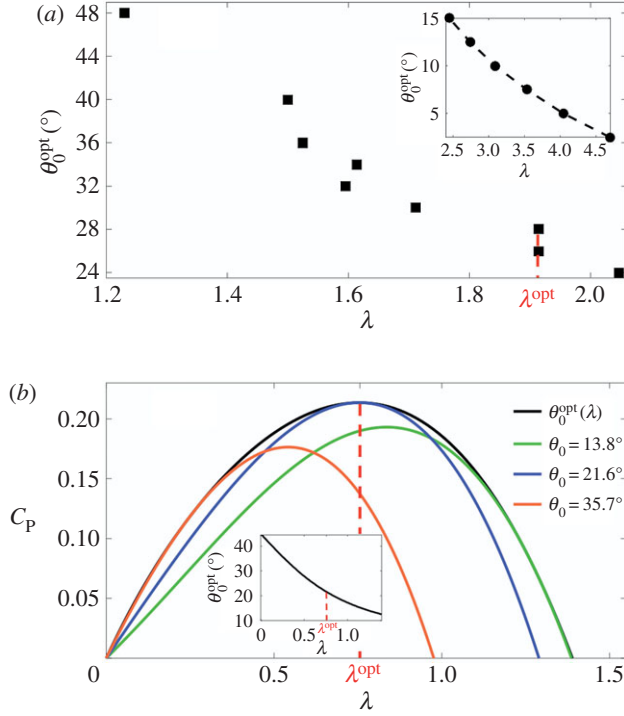 (a)
48
44
40
36
32
28
24
θ₀ᵒᵖᵗ (°)
1.2
1.4
1.6
1.8
2.0
λᵒᵖᵗ
λ
15
10
5
θ₀ᵒᵖᵗ (°)
2.5
3.0
3.5
4.0
4.5
λ
(b)
0.20
0.15
0.10
0.05
0
C_P
θ₀ᵒᵖᵗ(λ)
θ₀ = 13.8°
θ₀ = 21.6°
θ₀ = 35.7°
40
30
20
10
θ₀ᵒᵖᵗ (°)
0
0.5
λᵒᵖᵗ
1.0
λ
0.5
λᵒᵖᵗ
1.0
1.5
λ